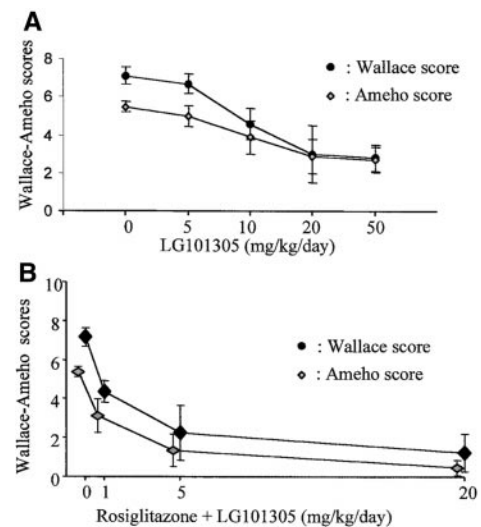 A
8
6
4
2
0
Wallace-Ameho scores
● : Wallace score
◇ : Ameho score
0 5 10 20 50
LG101305 (mg/kg/day)
B
10
8
6
4
2
0
Wallace-Ameho scores
● : Wallace score
◇ : Ameho score
0 1 5 20
Rosiglitazone + LG101305 (mg/kg/day)